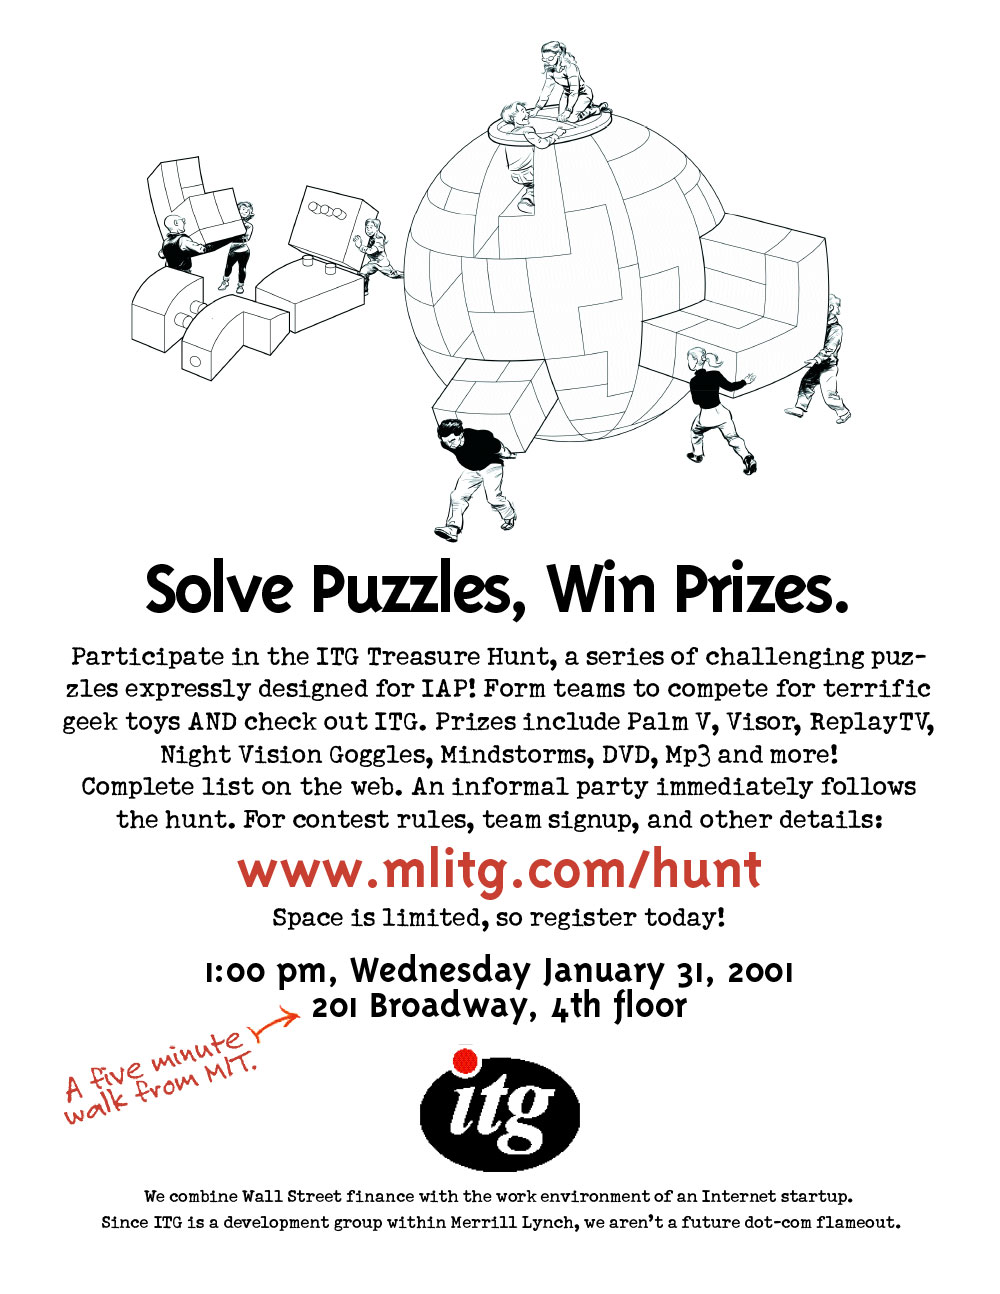 Solve Puzzles, Win Prizes.
Participate in the ITG Treasure Hunt, a series of challenging puz-
zles expressly designed for IAP! Form teams to compete for terrific
geek toys AND check out ITG. Prizes include Palm V, Visor, ReplayTV,
Night Vision Goggles, Mindstorms, DVD, Mp3 and more!
Complete list on the web. An informal party immediately follows
the hunt. For contest rules, team signup, and other details:
www.mlitg.com/hunt
Space is limited, so register today!
1:00 pm, Wednesday January 31, 2001
201 Broadway, 4th floor
A five minute
walk from MIT.
itg
We combine Wall Street finance with the work environment of an Internet startup.
Since ITG is a development group within Merrill Lynch, we aren't a future dot-com flameout.